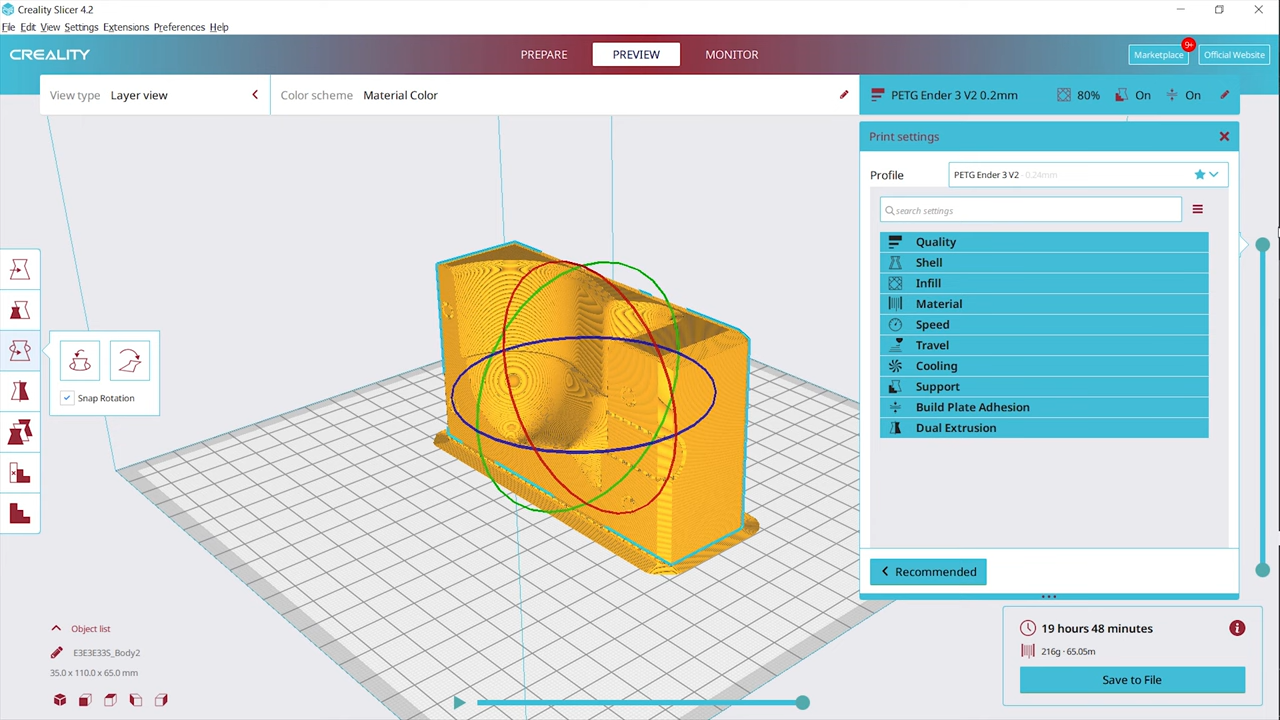 Creality Slicer 4.2
File Edit View Settings Extensions Preferences Help
CREALITY
PREPARE
PREVIEW
MONITOR
Marketplace
9+
Official Website
View type Layer view
Color scheme Material Color
PETG Ender 3 V2 0.2mm
80%
On
On
Print settings
Profile
PETG Ender 3 V2 - 0.24mm
search settings
Quality
Shell
Infill
Material
Speed
Travel
Cooling
Support
Build Plate Adhesion
Dual Extrusion
Recommended
Snap Rotation
Object list
E3E3E33S_Body2
35.0 x 110.0 x 65.0 mm
19 hours 48 minutes
216g · 65.05m
Save to File